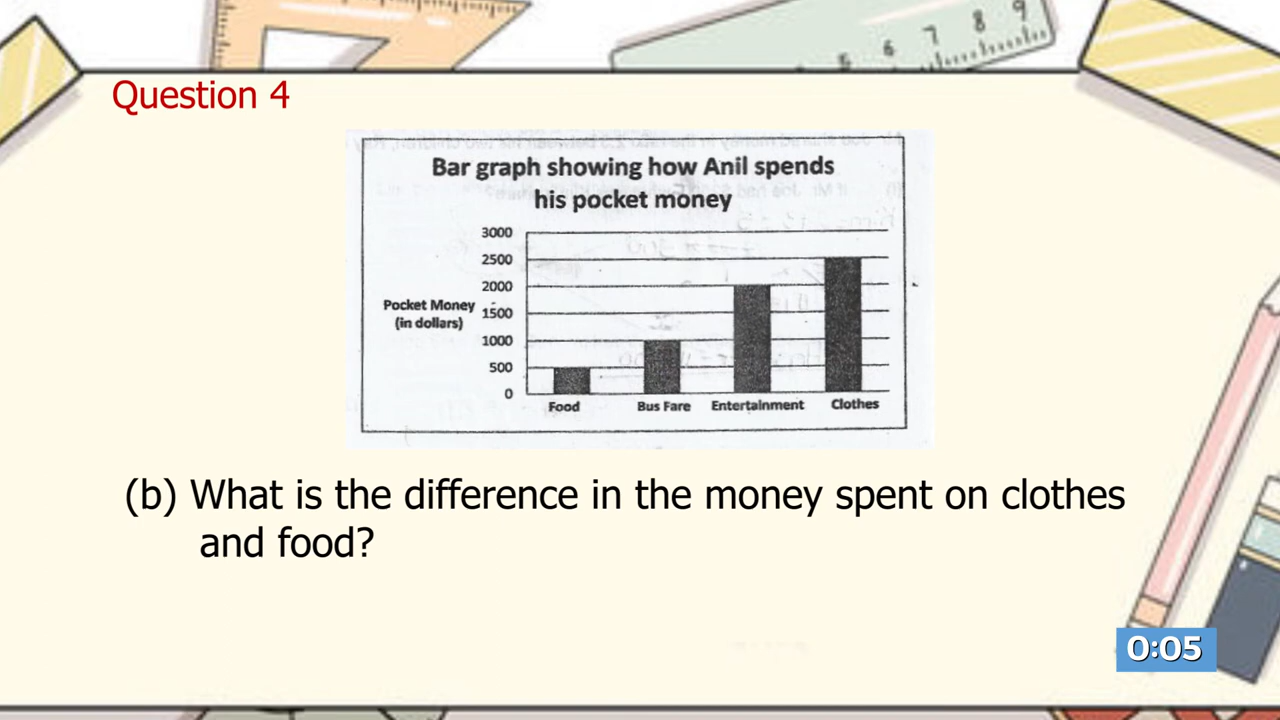 5 6 7 8 9
Question 4
Bar graph showing how Anil spends
his pocket money
3000
2500
2000
Pocket Money
(in dollars)
1500
1000
500
0
Food Bus Fare Entertainment Clothes
(b) What is the difference in the money spent on clothes
and food?
0:05